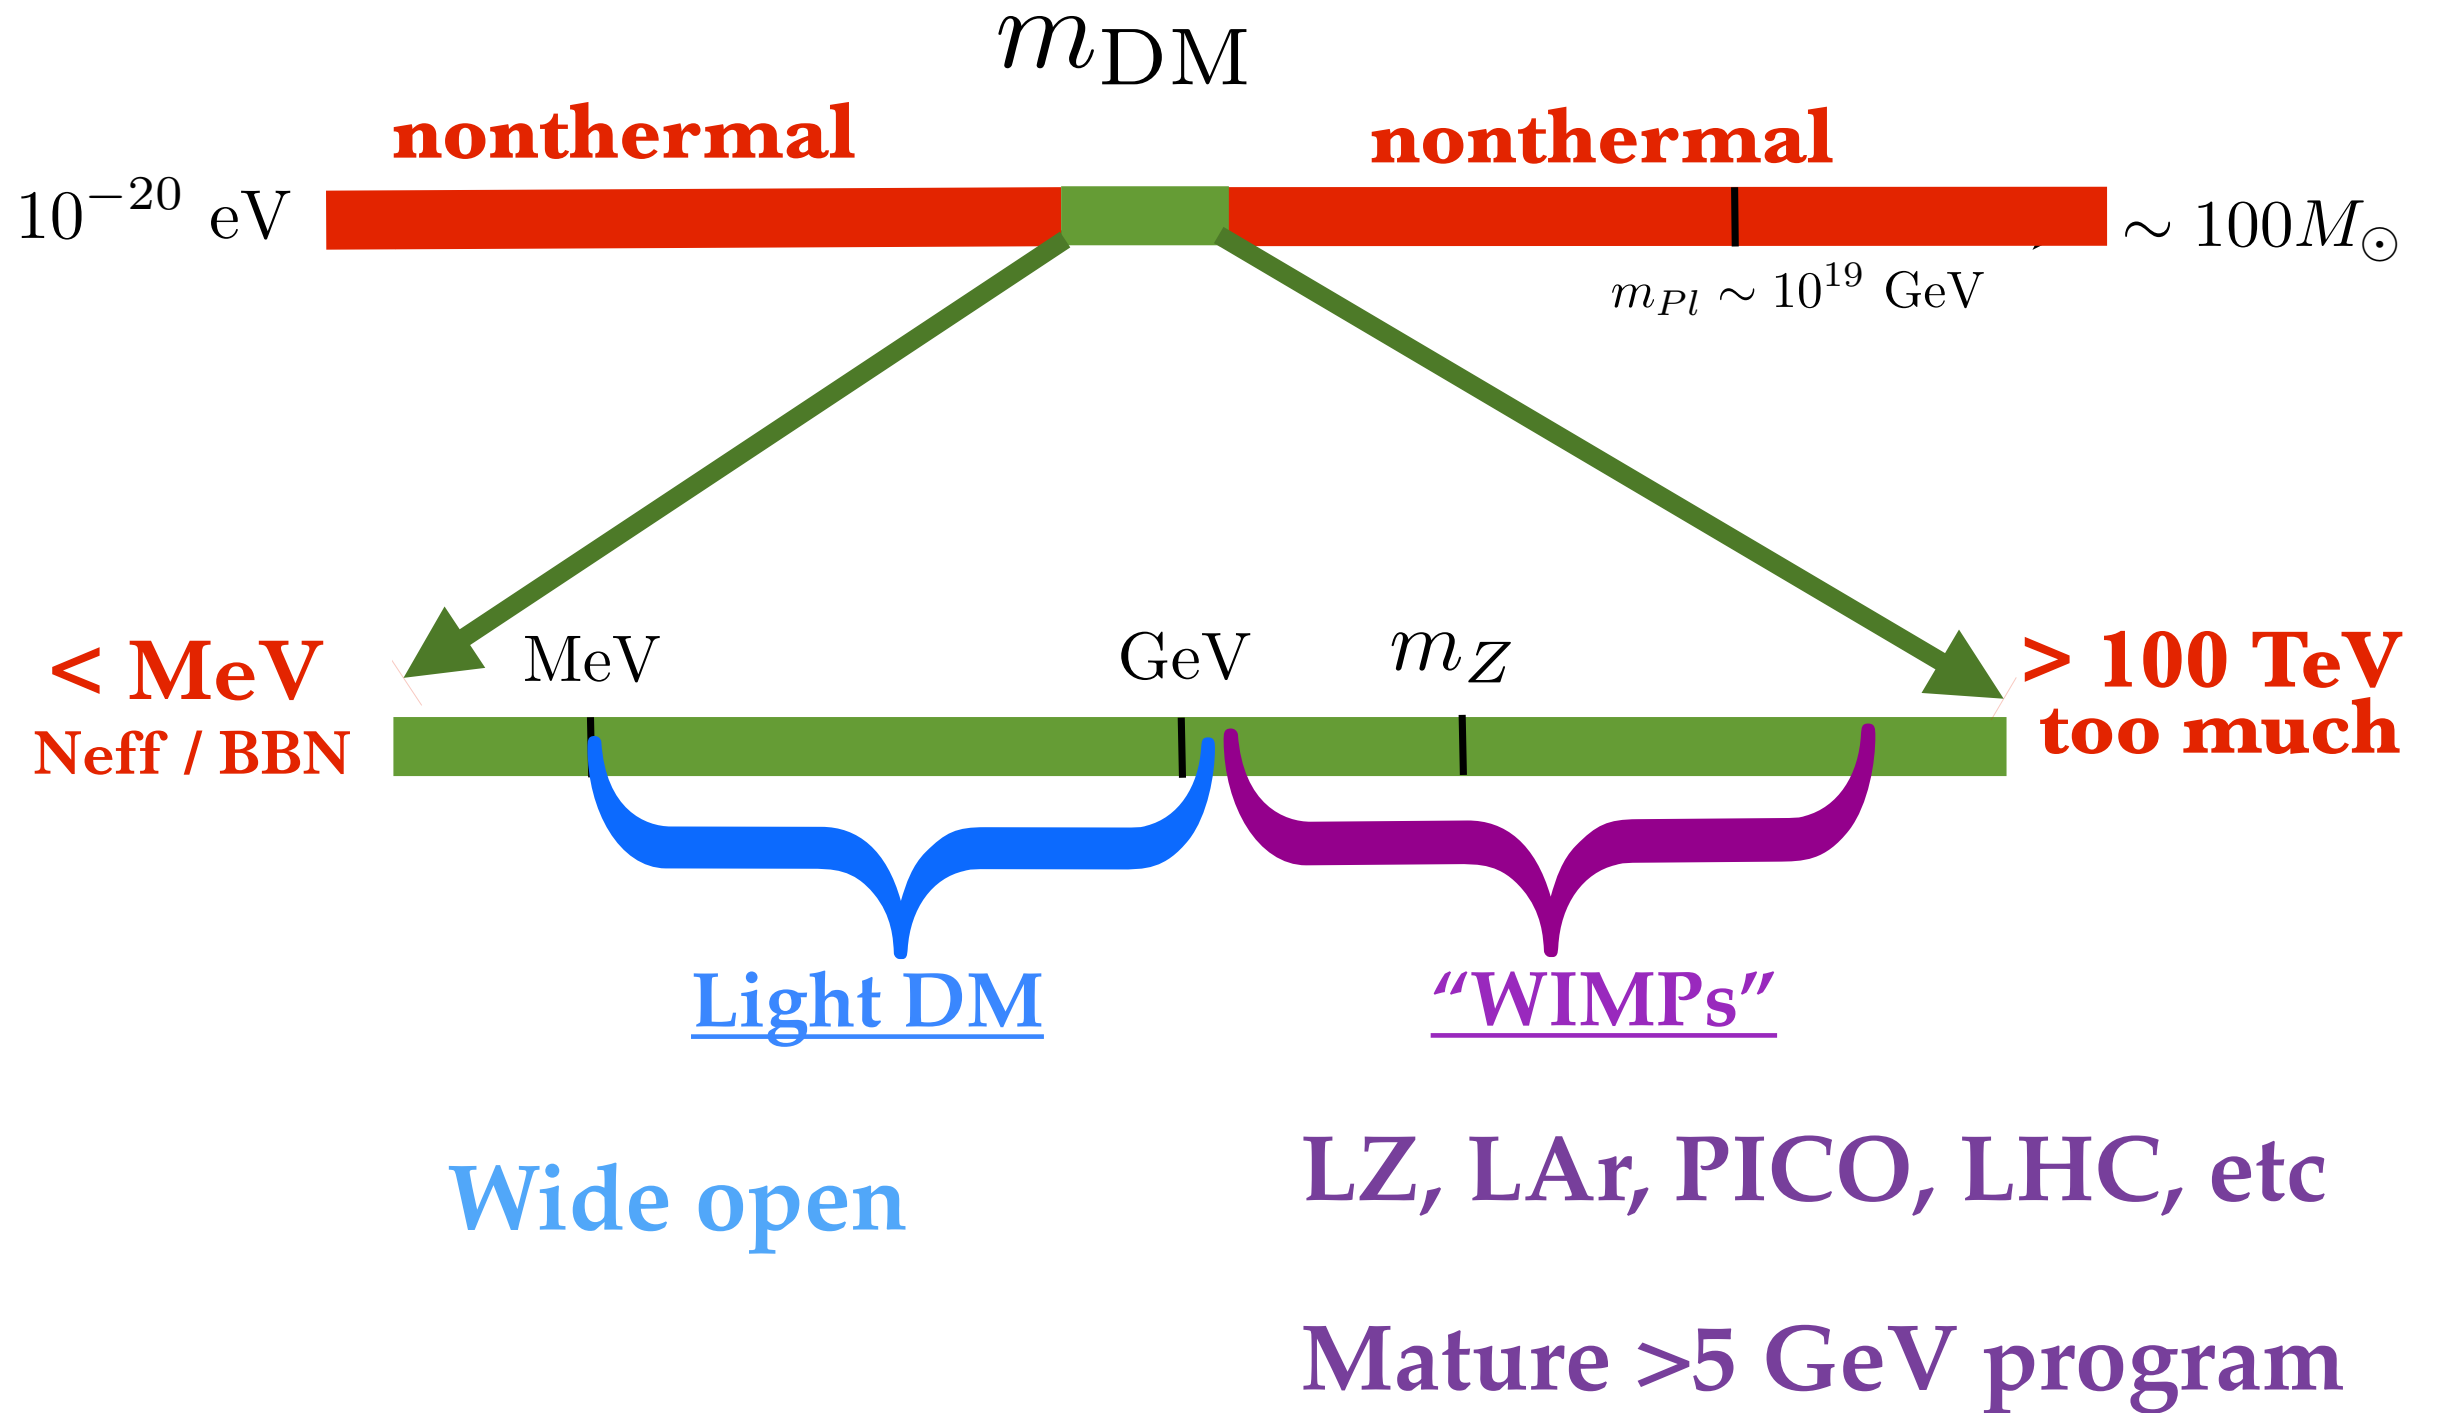 m_DM
nonthermal nonthermal
10^−20 eV ∼ 100M_⊙
m_Pl ∼ 10^19 GeV
< MeV MeV GeV m_Z > 100 TeV
Neff / BBN too much
Light DM “WIMPs”
Wide open LZ, LAr, PICO, LHC, etc
Mature >5 GeV program